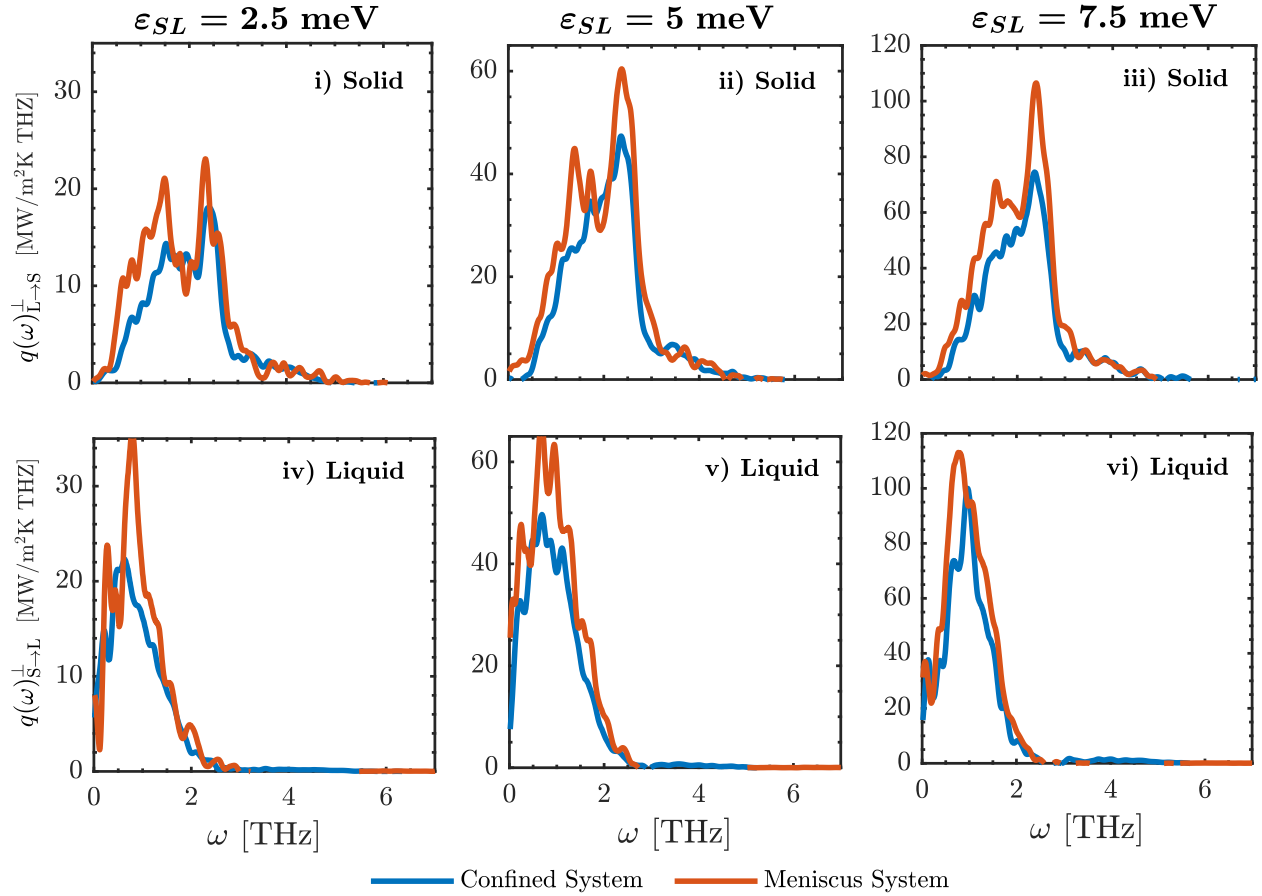 ε_SL = 2.5 meV
ε_SL = 5 meV
ε_SL = 7.5 meV
q(ω)⊥L→S [MW/m²K THZ]
i) Solid
30
20
10
0
ii) Solid
60
40
20
0
iii) Solid
120
100
80
60
40
20
0
q(ω)⊥S→L [MW/m²K THZ]
iv) Liquid
30
20
10
0
0 2 4 6
ω [THz]
v) Liquid
60
40
20
0
0 2 4 6
ω [THz]
vi) Liquid
120
100
80
60
40
20
0
0 2 4 6
ω [THz]
Confined System
Meniscus System